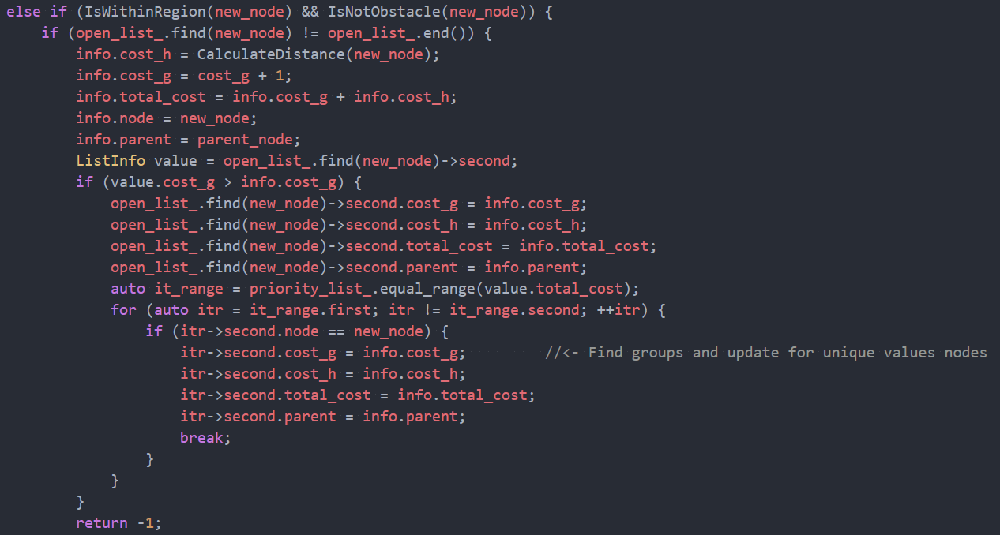 else if (IsWithinRegion(new_node) && IsNotObstacle(new_node)) {
    if (open_list_.find(new_node) != open_list_.end()) {
        info.cost_h = CalculateDistance(new_node);
        info.cost_g = cost_g + 1;
        info.total_cost = info.cost_g + info.cost_h;
        info.node = new_node;
        info.parent = parent_node;
        ListInfo value = open_list_.find(new_node)->second;
        if (value.cost_g > info.cost_g) {
            open_list_.find(new_node)->second.cost_g = info.cost_g;
            open_list_.find(new_node)->second.cost_h = info.cost_h;
            open_list_.find(new_node)->second.total_cost = info.total_cost;
            open_list_.find(new_node)->second.parent = info.parent;
            auto it_range = priority_list_.equal_range(value.total_cost);
            for (auto itr = it_range.first; itr != it_range.second; ++itr) {
                if (itr->second.node == new_node) {
                    itr->second.cost_g = info.cost_g;         //<- Find groups and update for unique values nodes
                    itr->second.cost_h = info.cost_h;
                    itr->second.total_cost = info.total_cost;
                    itr->second.parent = info.parent;
                    break;
                }
            }
        }
        return -1;